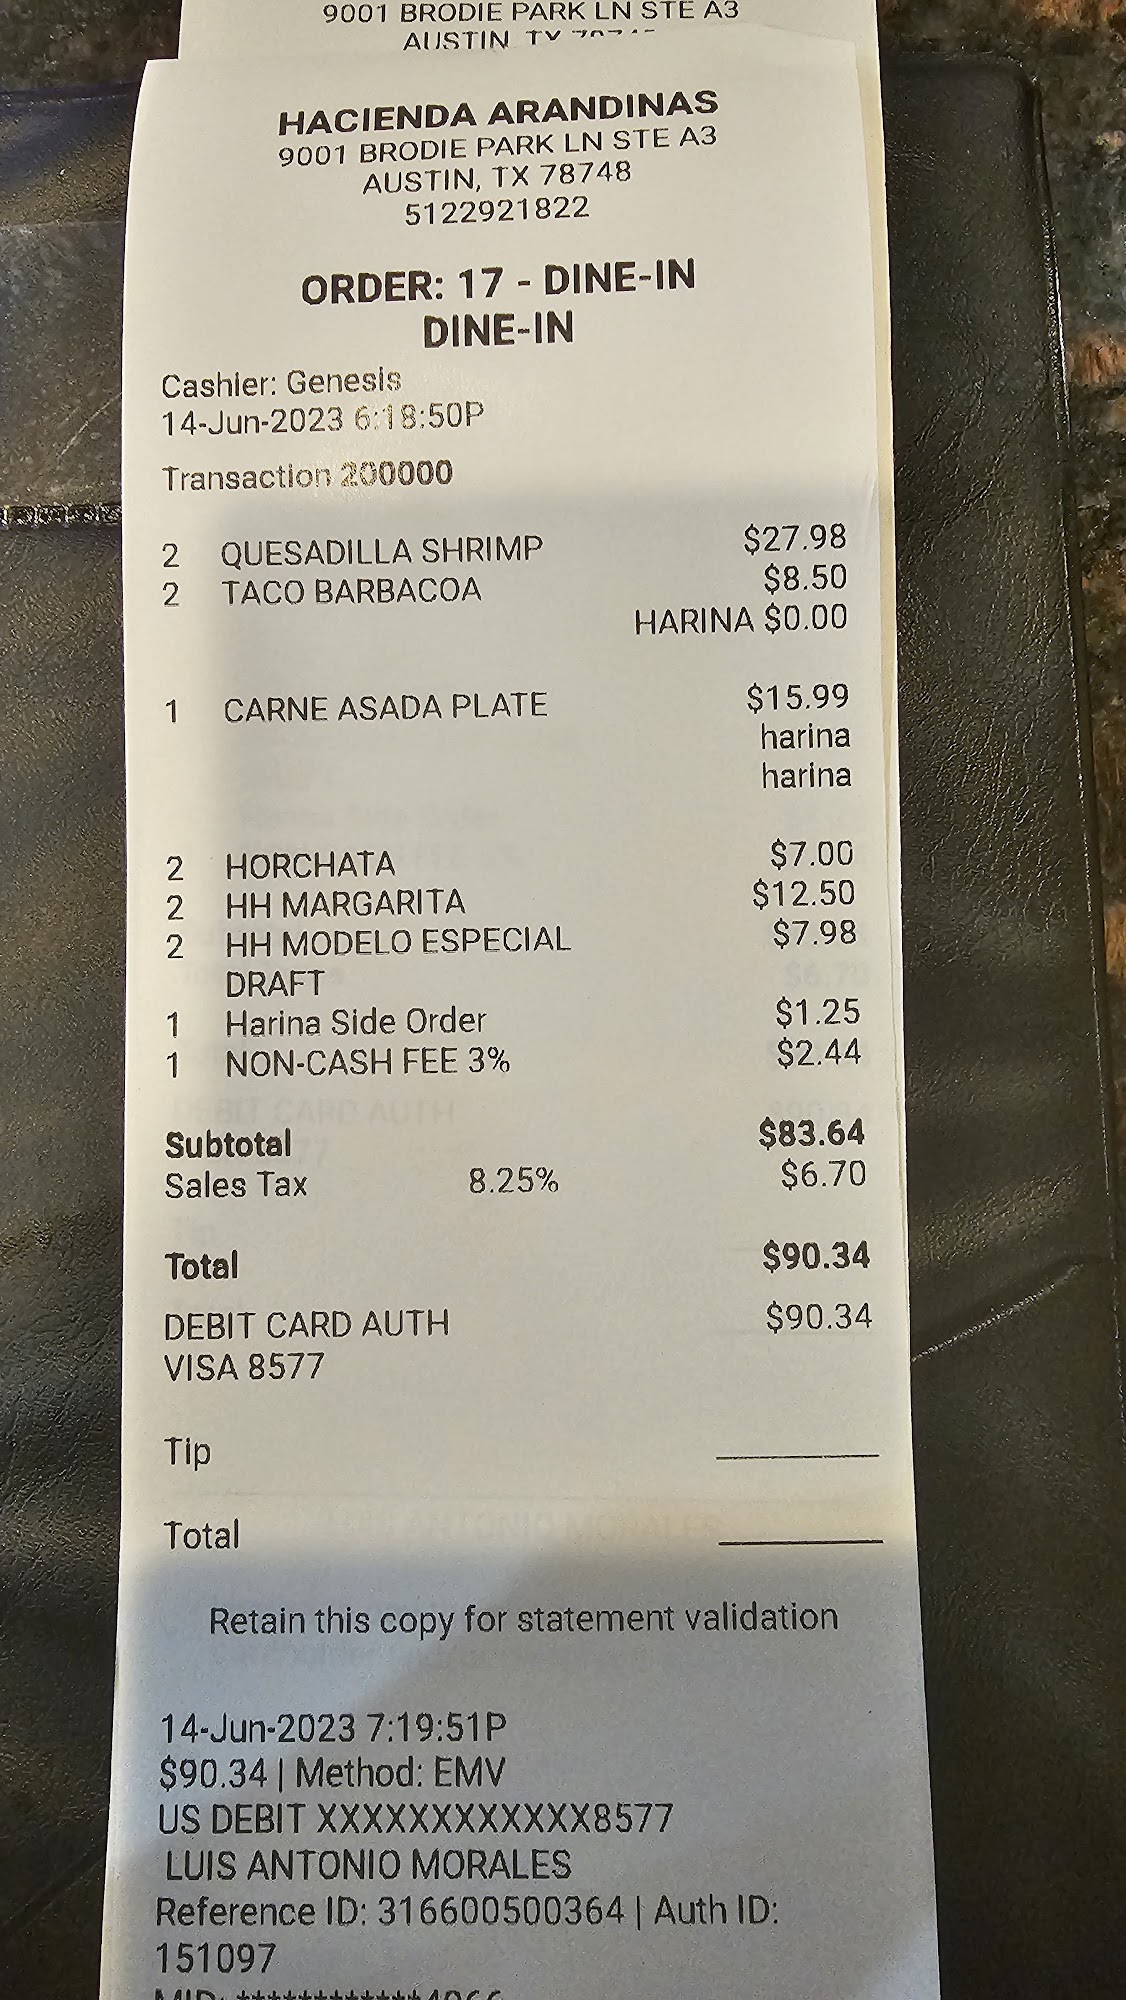 9001 BRODIE PARK LN STE A3
AUSTIN
HACIENDA ARANDINAS
9001 BRODIE PARK LN STE A3
AUSTIN, TX 78748
5122921822
ORDER: 17 - DINE-IN
DINE-IN
Cashier: Genesis
14-Jun-2023 6:18:50P
Transaction 200000
2 QUESADILLA SHRIMP $27.98
2 TACO BARBACOA $8.50
HARINA $0.00
1 CARNE ASADA PLATE $15.99
harina
harina
2 HORCHATA $7.00
2 HH MARGARITA $12.50
2 HH MODELO ESPECIAL $7.98
DRAFT
1 Harina Side Order $1.25
1 NON-CASH FEE 3% $2.44
Subtotal $83.64
Sales Tax 8.25% $6.70
Total $90.34
DEBIT CARD AUTH $90.34
VISA 8577
Tip
Total
Retain this copy for statement validation
14-Jun-2023 7:19:51P
$90.34 | Method: EMV
US DEBIT XXXXXXXXXXXX8577
LUIS ANTONIO MORALES
Reference ID: 316600500364 | Auth ID:
151097